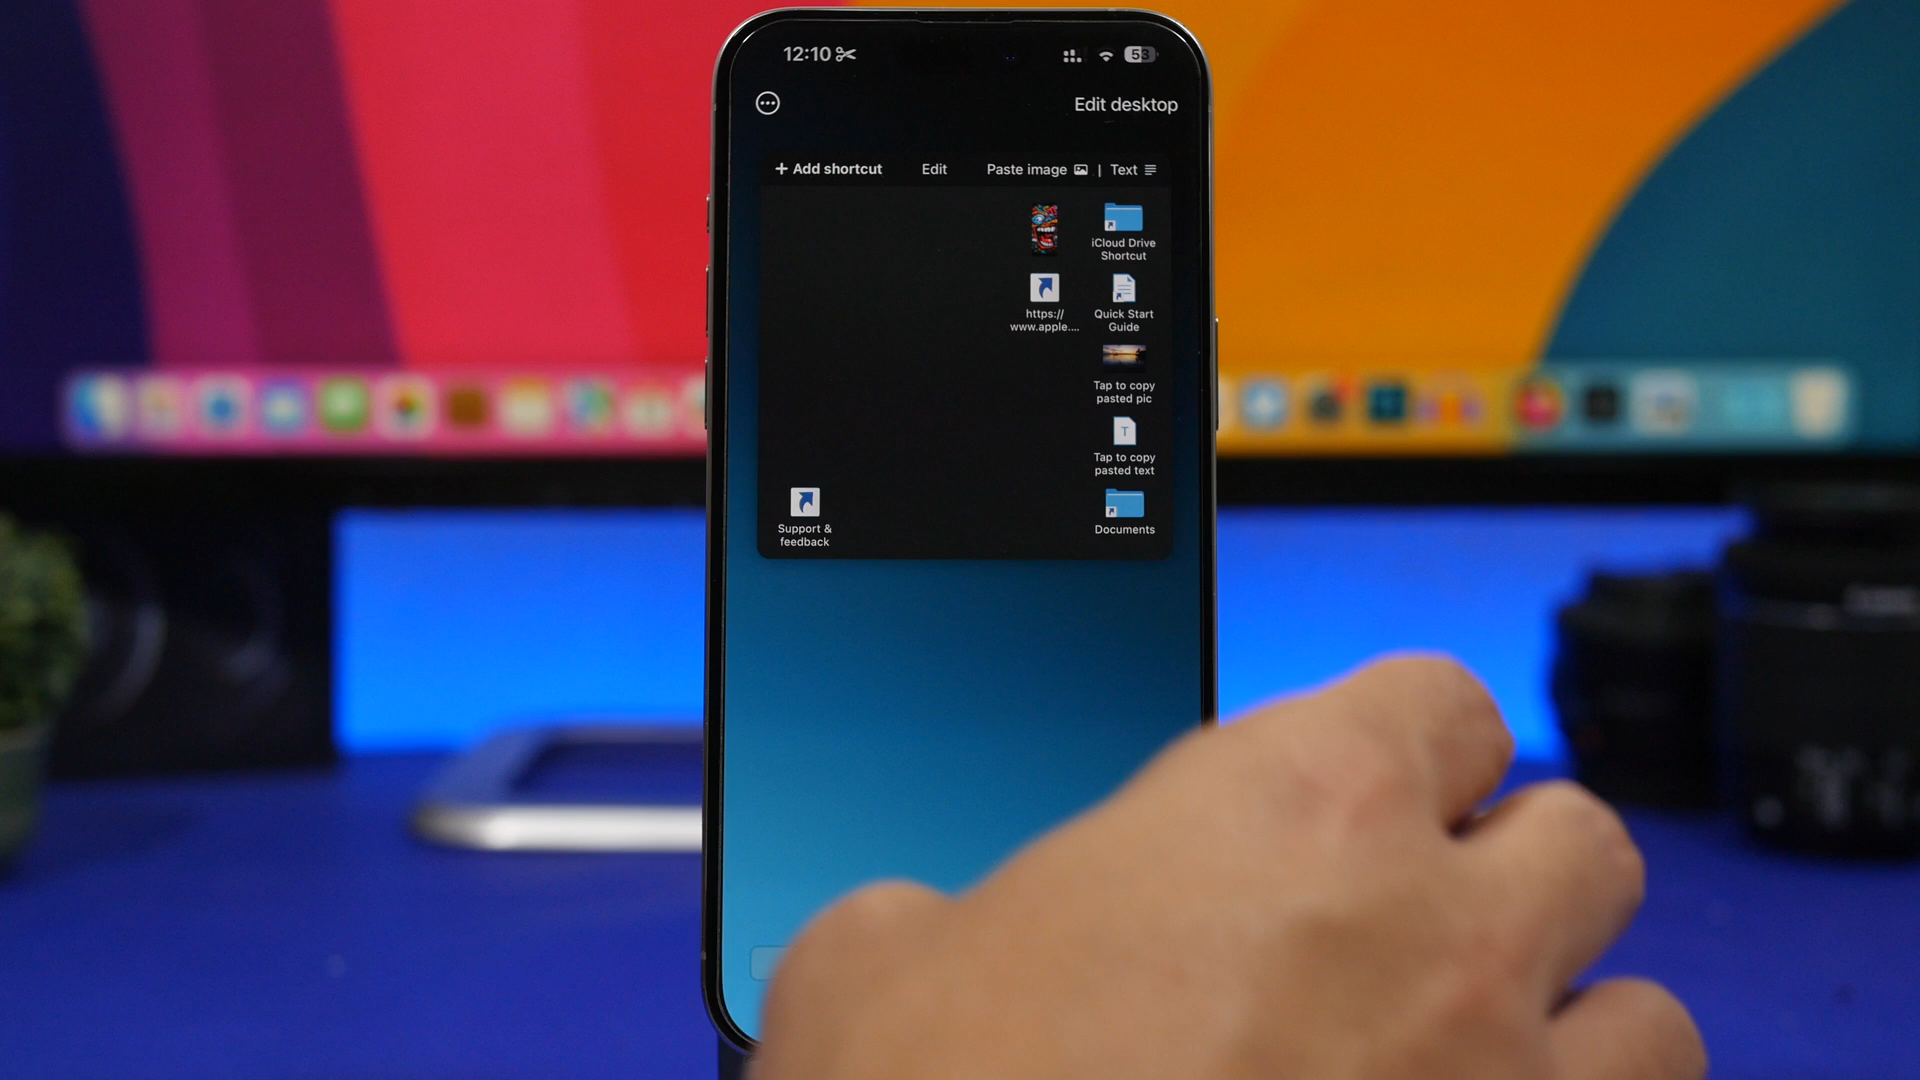 12:10
53
Edit desktop
+ Add shortcut Edit Paste image | Text
iCloud Drive
Shortcut
https://
www.apple....
Quick Start
Guide
Tap to copy
pasted pic
T
Tap to copy
pasted text
Support &
feedback
Documents